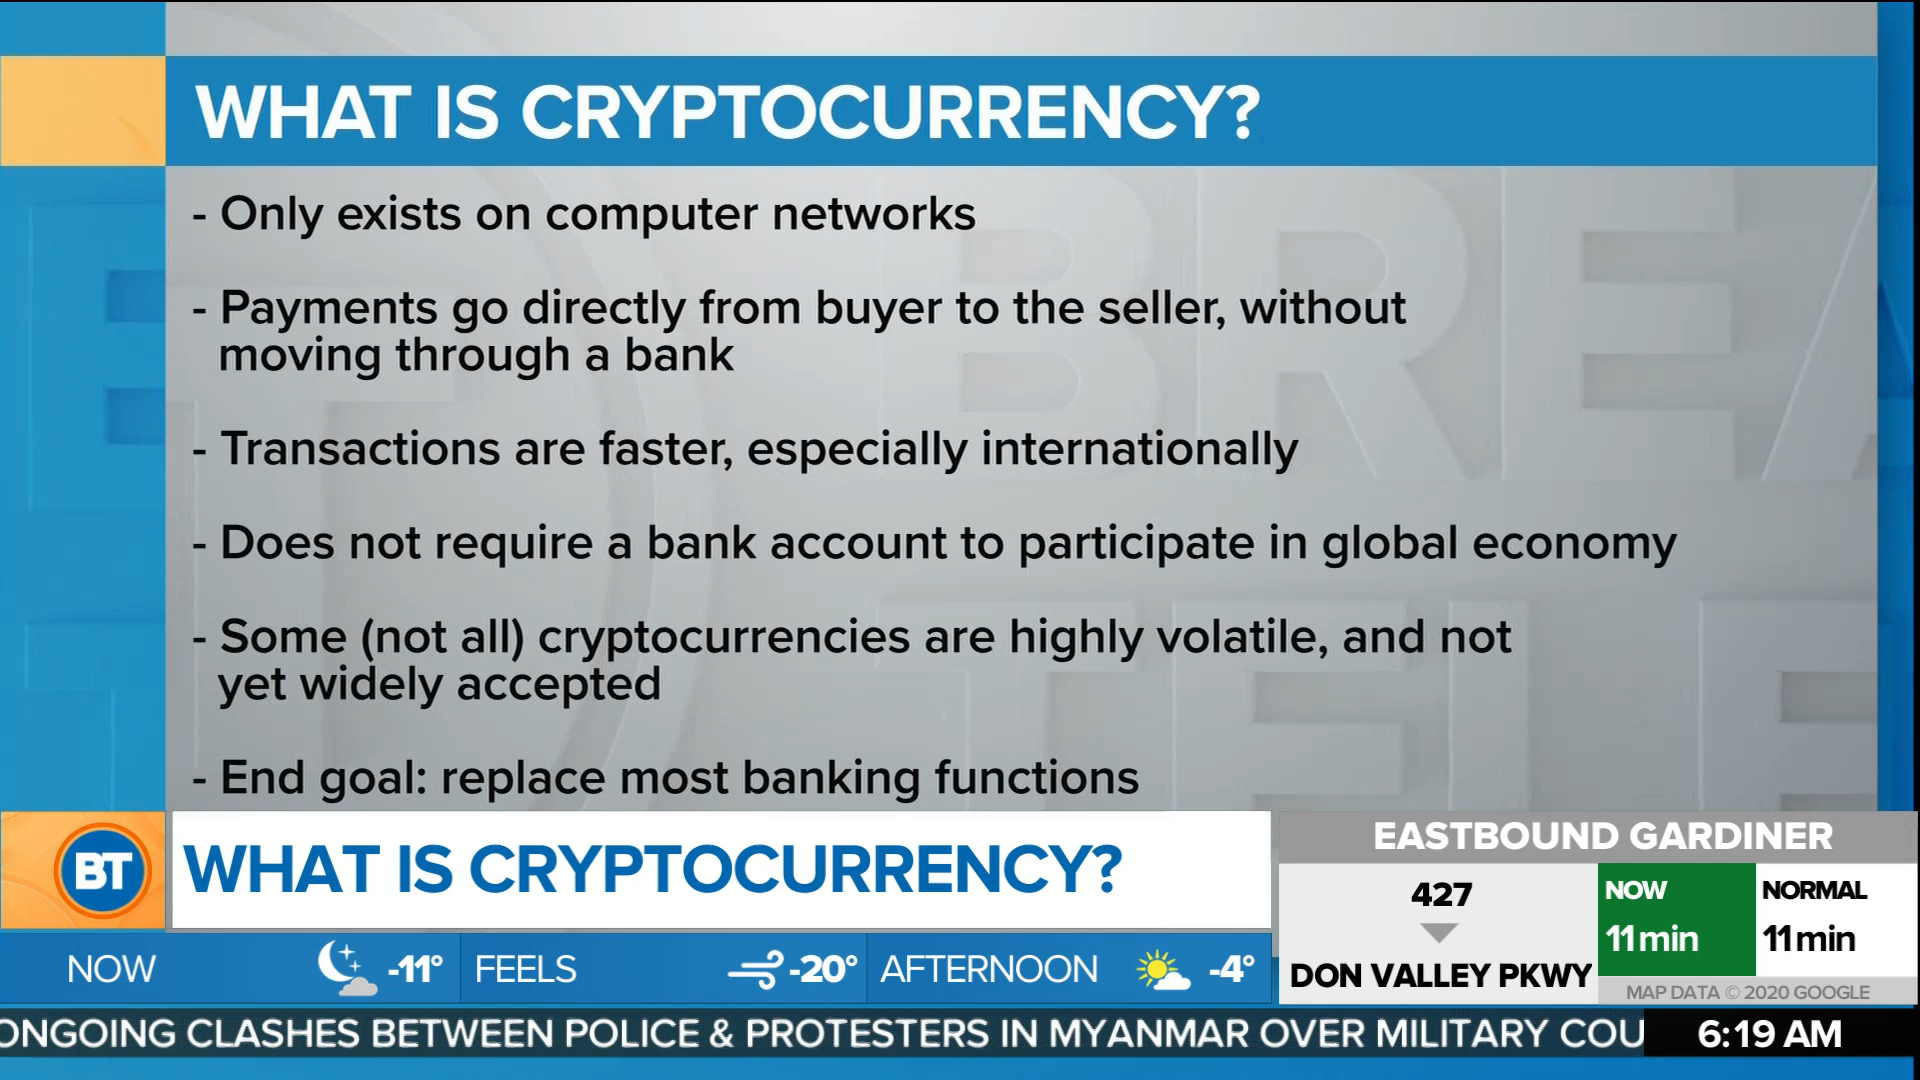 WHAT IS CRYPTOCURRENCY?
- Only exists on computer networks
- Payments go directly from buyer to the seller, without
moving through a bank
- Transactions are faster, especially internationally
- Does not require a bank account to participate in global economy
- Some (not all) cryptocurrencies are highly volatile, and not
yet widely accepted
- End goal: replace most banking functions
BT
WHAT IS CRYPTOCURRENCY?
EASTBOUND GARDINER
427
DON VALLEY PKWY
NOW
11 min
NORMAL
11 min
MAP DATA © 2020 GOOGLE
NOW -11° FEELS -20° AFTERNOON -4°
ONGOING CLASHES BETWEEN POLICE & PROTESTERS IN MYANMAR OVER MILITARY COU
6:19 AM